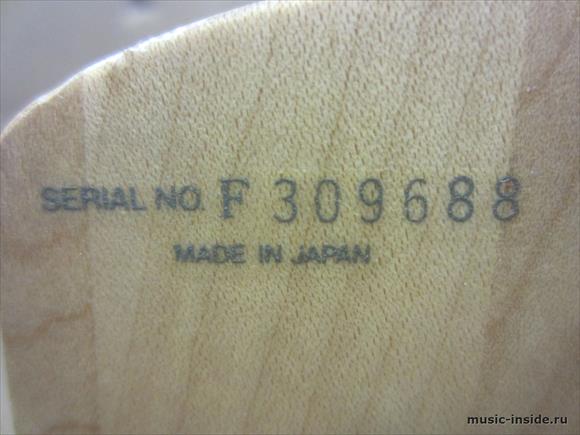 SERIAL NO. F 309688
MADE IN JAPAN
music-inside.ru